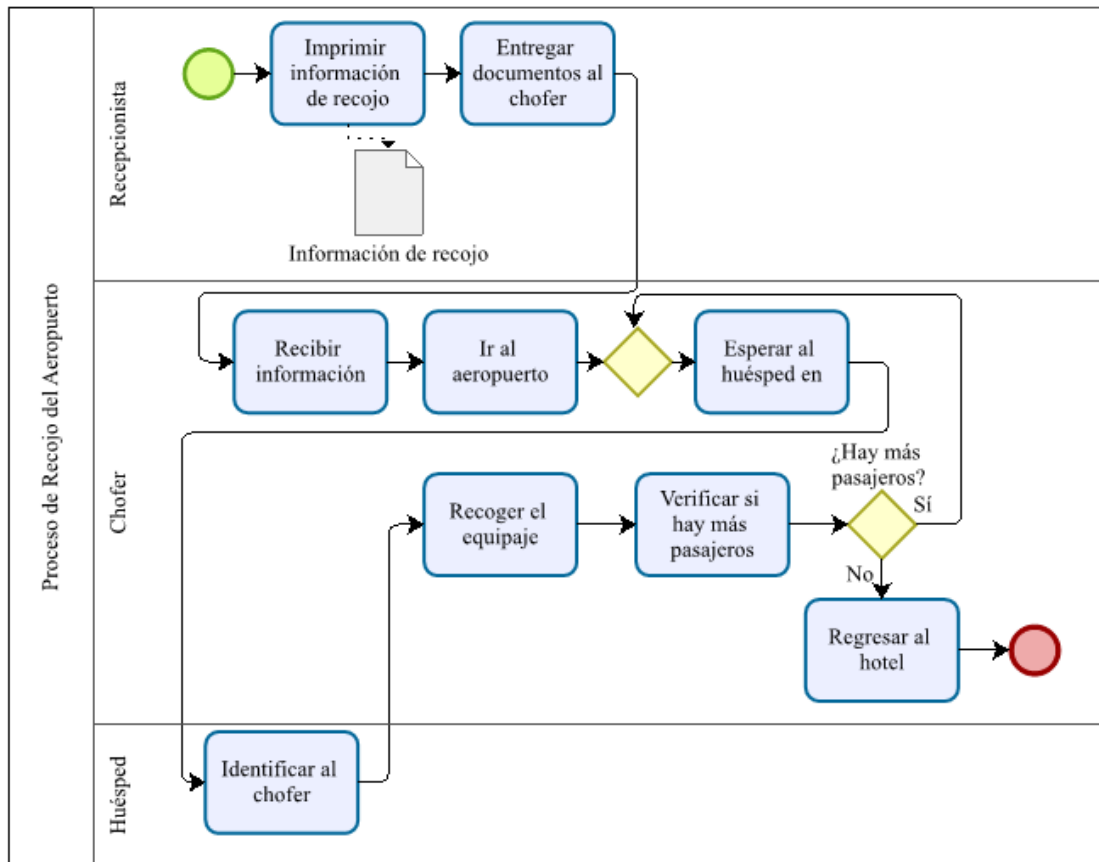 Proceso de Recojo del Aeropuerto
Recepcionista
Imprimir
información
de recojo
Entregar
documentos al
chofer
Información de recojo
Chofer
Recibir
información
Ir al
aeropuerto
Esperar al
huésped en
Recoger el
equipaje
Verificar si
hay más
pasajeros
¿Hay más
pasajeros?
Sí
No
Regresar al
hotel
Huésped
Identificar al
chofer